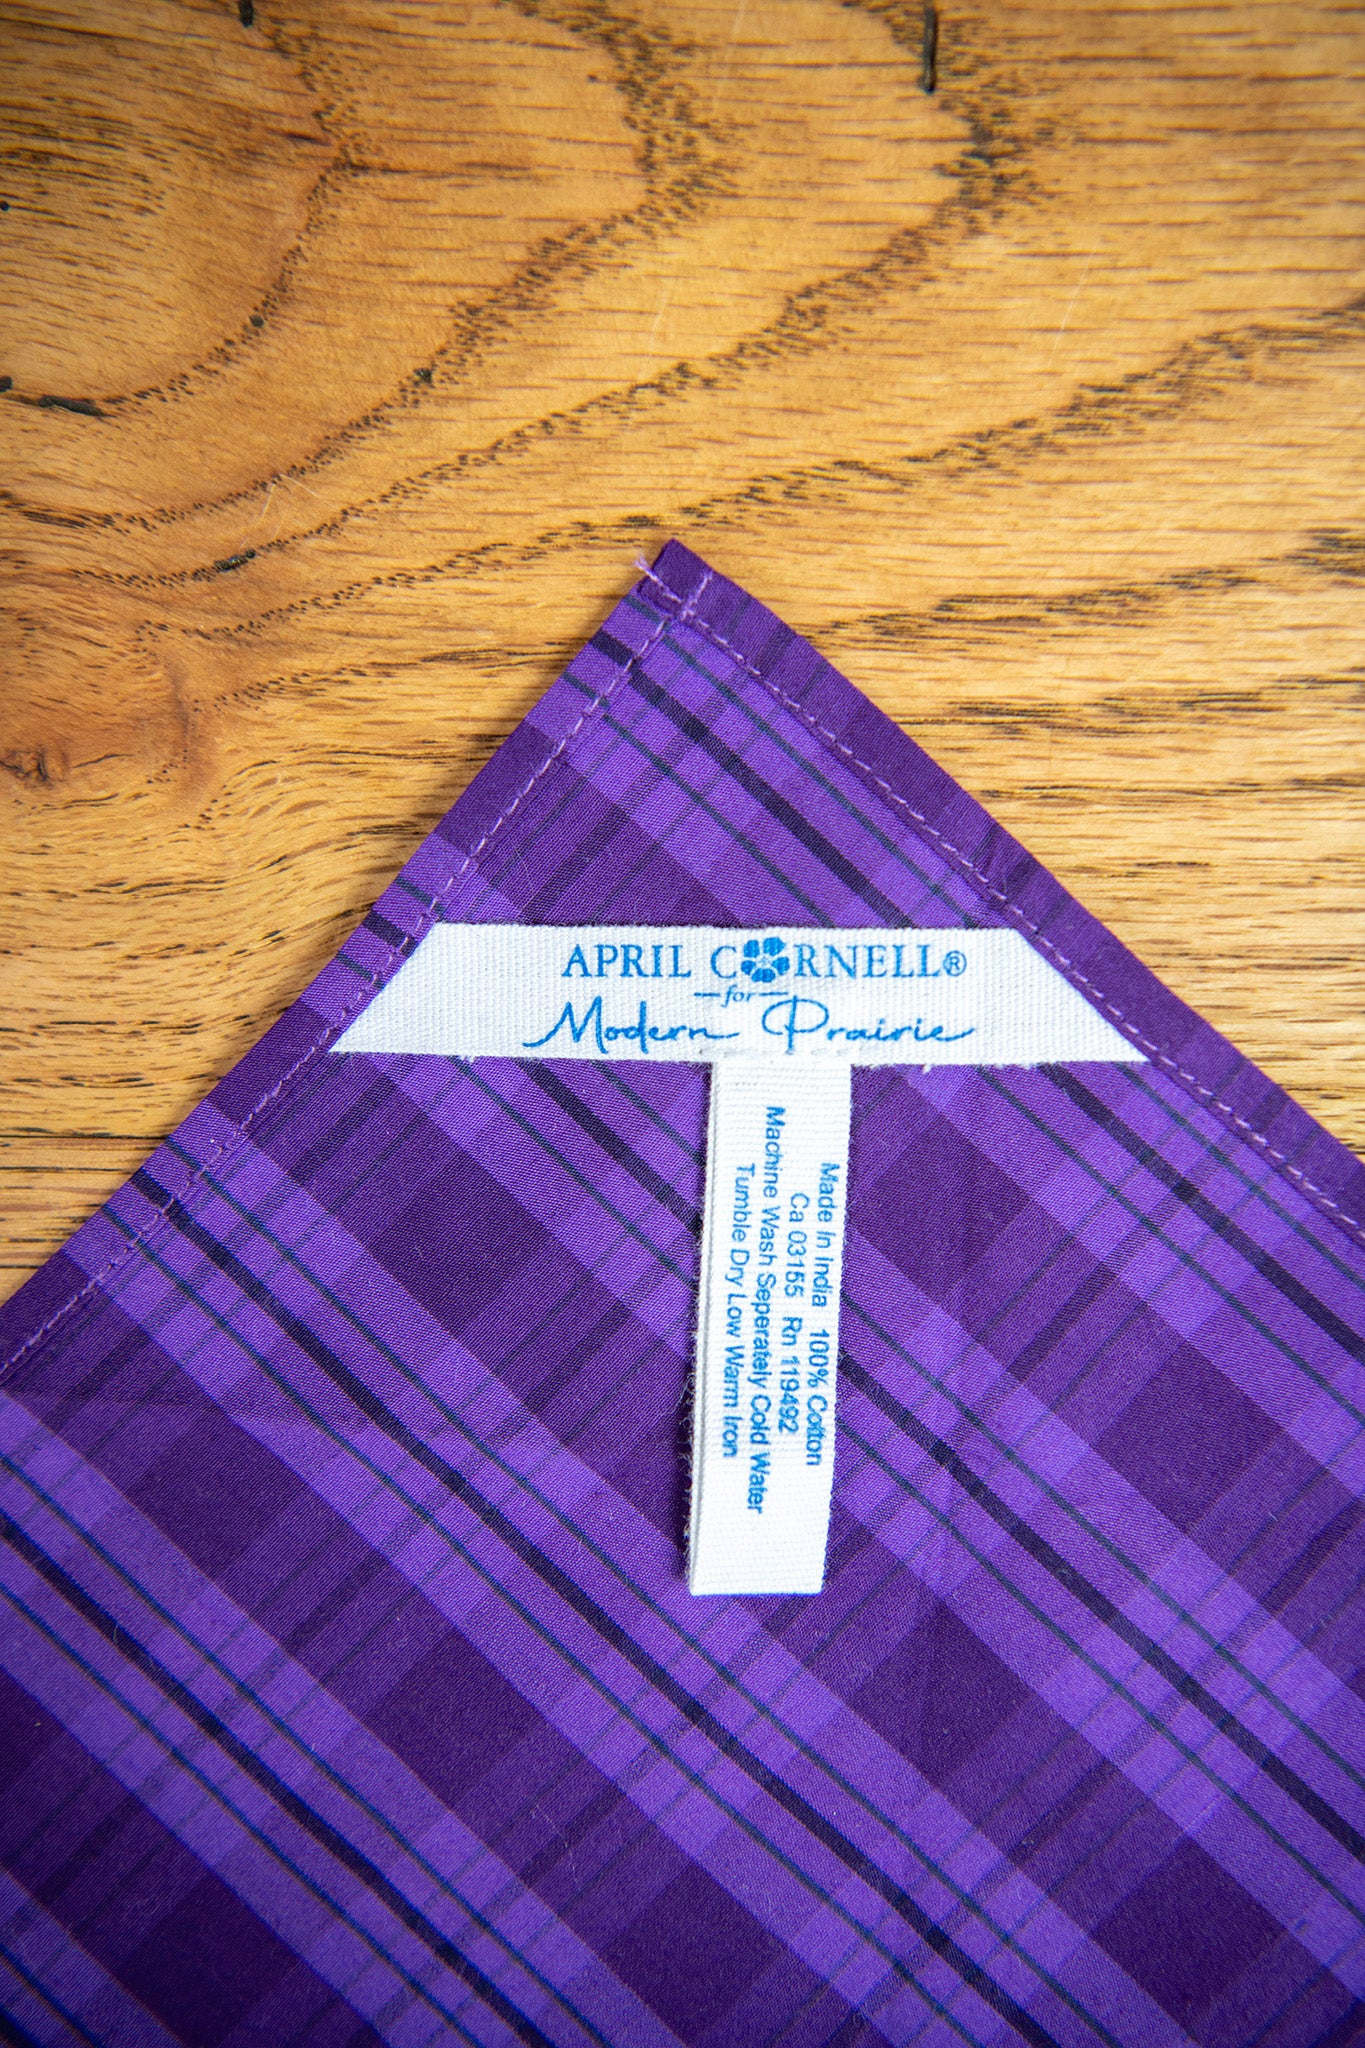 APRIL CORNELL®
for
Modern Prairie
Made In India 100% Cotton
Ca 03155 Rn 119492
Machine Wash Seperately Cold Water
Tumble Dry Low Warm Iron